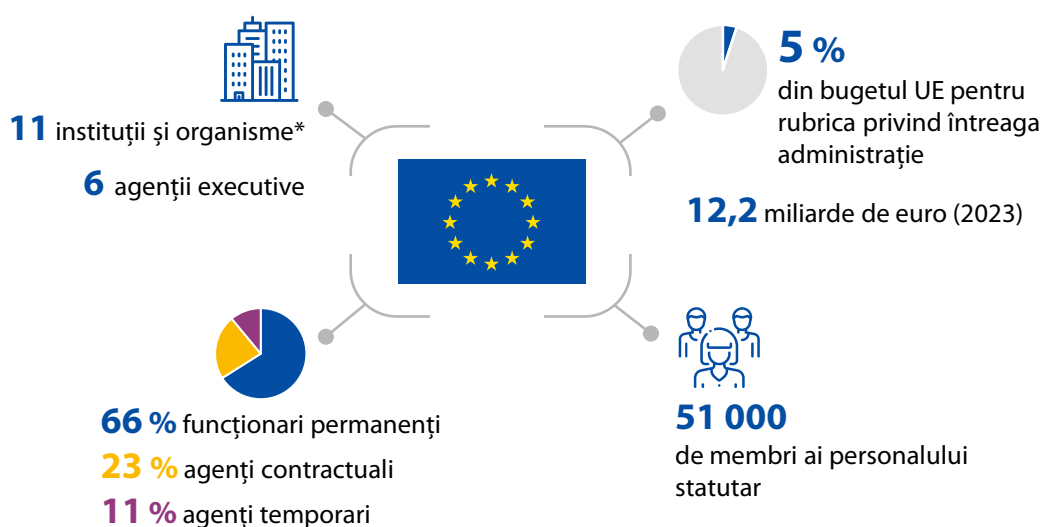 11 instituții și organisme*
6 agenții executive
5 %
din bugetul UE pentru
rubrica privind întreaga
administrație
12,2 miliarde de euro (2023)
66 % funcționari permanenți
23 % agenți contractuali
11 % agenți temporari
51 000
de membri ai personalului
statutar